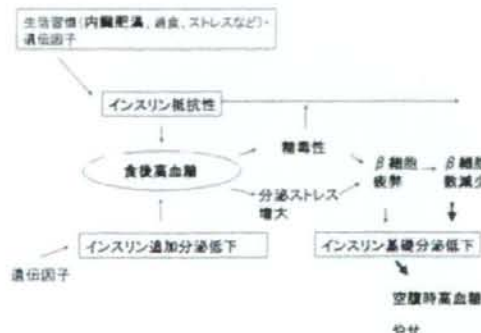 生活習慣(内臓肥満、過食、ストレスなど)・
遺伝因子
インスリン抵抗性
糖毒性
食後高血糖
β細胞
疲弊
β細胞
数減少
分泌ストレス
増大
インスリン追加分泌低下
インスリン基礎分泌低下
遺伝因子
空腹時高血糖
やせ